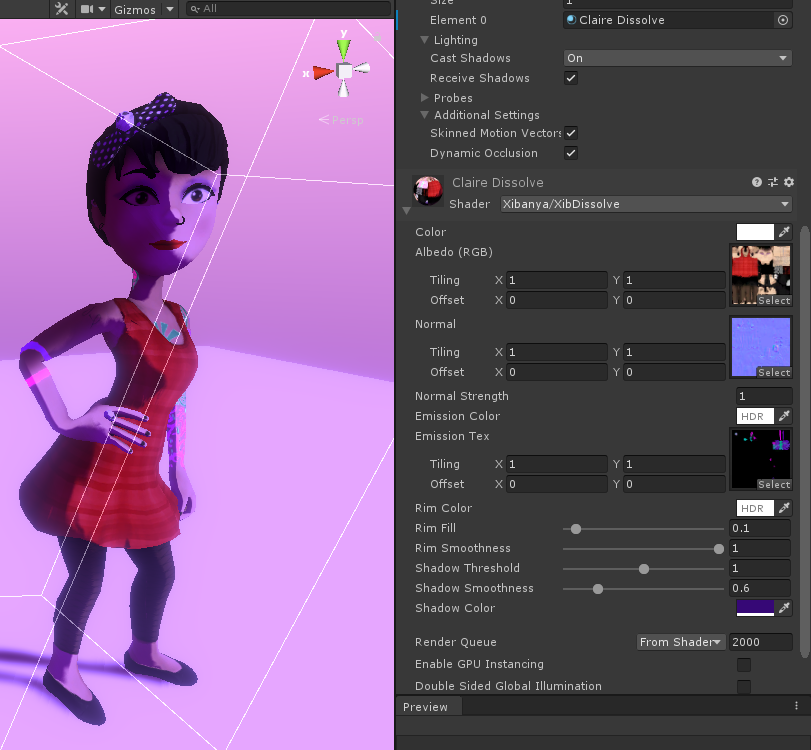 Gizmos All
y
x
Persp
Size 1
Element 0 Claire Dissolve
Lighting
Cast Shadows On
Receive Shadows
Probes
Additional Settings
Skinned Motion Vectors
Dynamic Occlusion
Claire Dissolve
Shader Xibanya/XibDissolve
Color
Albedo (RGB)
Tiling X 1 Y 1
Offset X 0 Y 0
Select
Normal
Tiling X 1 Y 1
Offset X 0 Y 0
Select
Normal Strength 1
Emission Color HDR
Emission Tex
Tiling X 1 Y 1
Offset X 0 Y 0
Select
Rim Color HDR
Rim Fill 0.1
Rim Smoothness 1
Shadow Threshold 1
Shadow Smoothness 0.6
Shadow Color
Render Queue From Shader 2000
Enable GPU Instancing
Double Sided Global Illumination
Preview